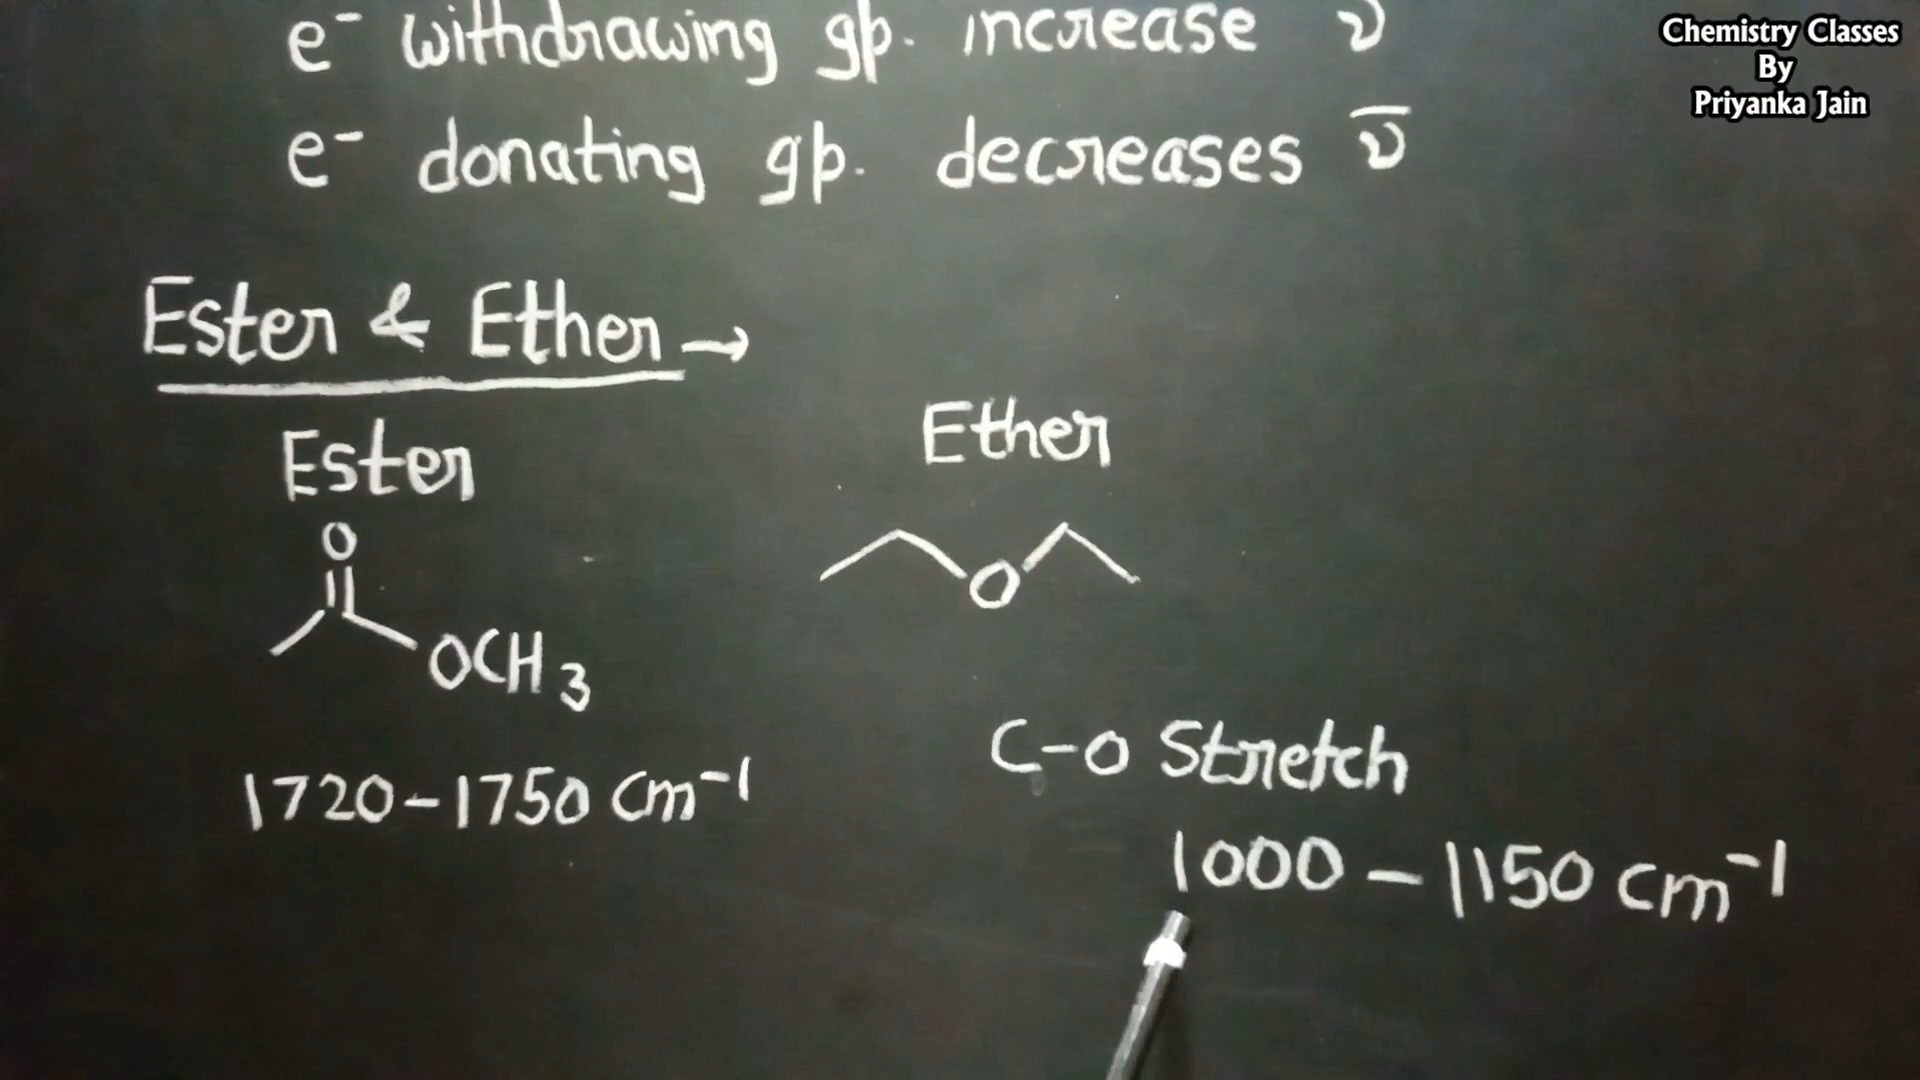 e⁻ withdrawing gp. increase ν
e⁻ donating gp. decreases ν̅
Chemistry Classes
By
Priyanka Jain
Ester & Ether →
Ester
O
OCH₃
1720-1750 cm⁻¹
Ether
O
C-O Stretch
1000 - 1150 cm⁻¹